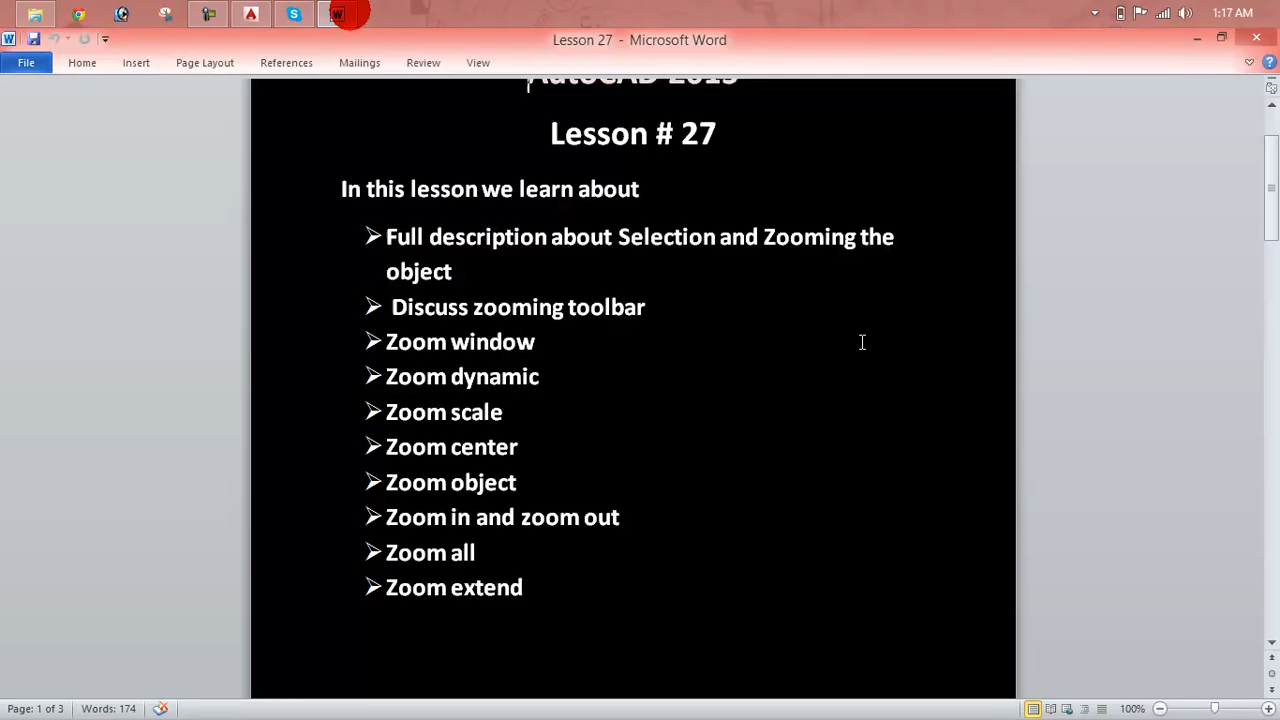 1:17 AM
Lesson 27 - Microsoft Word
File Home Insert Page Layout References Mailings Review View
AutoCAD 2013
Lesson # 27
In this lesson we learn about
Full description about Selection and Zooming the
object
Discuss zooming toolbar
Zoom window
Zoom dynamic
Zoom scale
Zoom center
Zoom object
Zoom in and zoom out
Zoom all
Zoom extend
Page: 1 of 3 Words: 174 100%